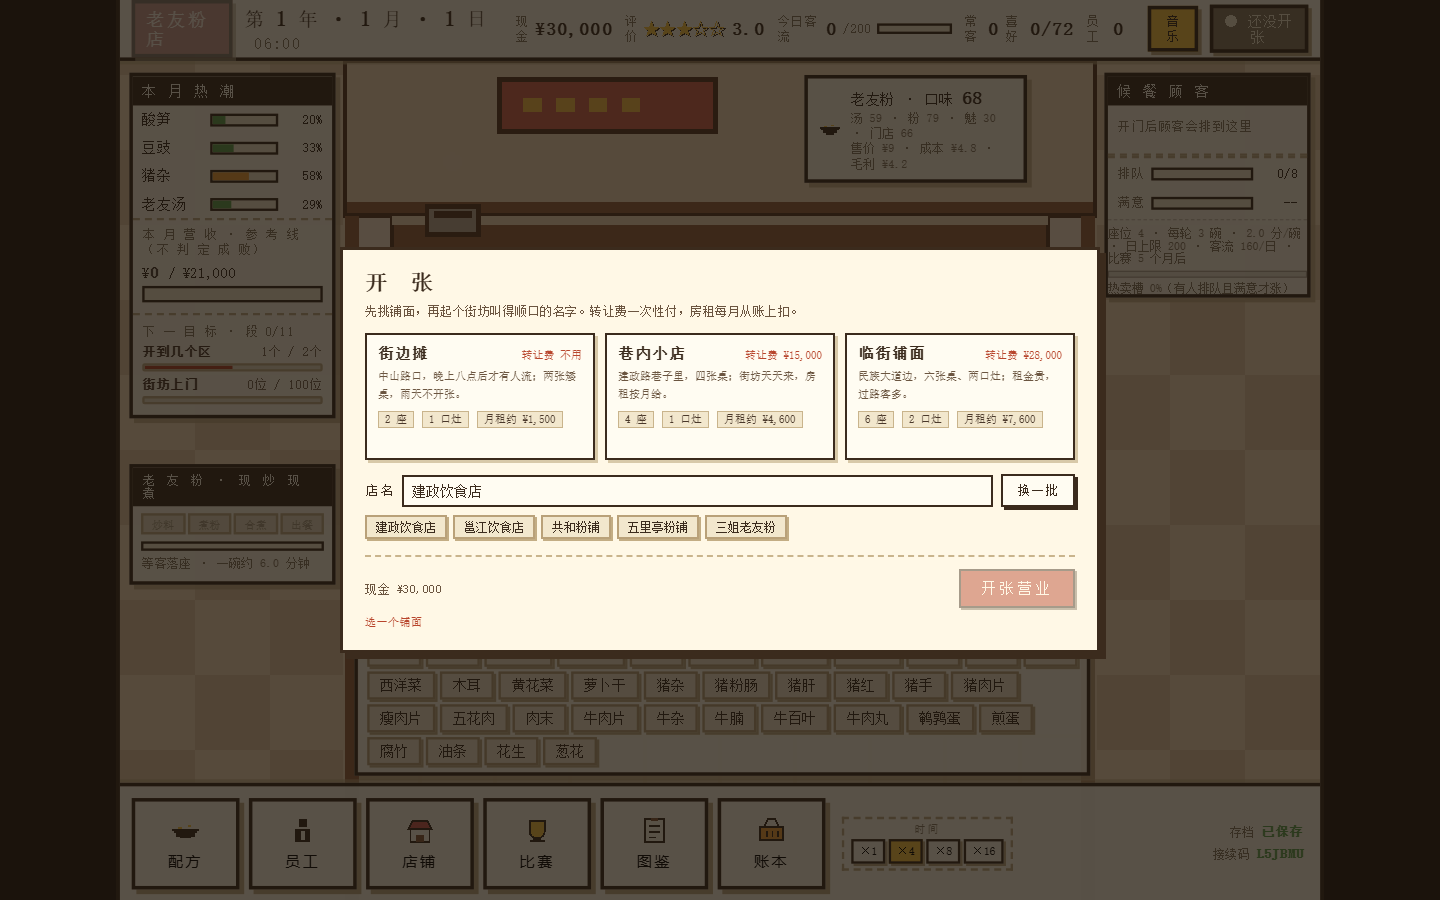 老友粉店
第 1 年 · 1 月 · 1 日
06:00
现金 ¥30,000 评价 3.0 今日客流 0 /200 常客 0 喜好 0/72 员工 0
音乐
还没开张
本月热潮
酸笋 20%
豆豉 33%
猪杂 58%
老友汤 29%
本月营收 · 参考线
（不判定成败）
¥0 / ¥21,000
下一目标 · 段 0/11
开到几个区 1个 / 2个
街坊上门 0位 / 100位
老友粉 · 现炒现煮
炒料 煮粉 合煮 出餐
等客落座 · 一碗约 6.0 分钟
老友粉 · 口味 68
汤 59 · 粉 79 · 魅 30
· 门店 66
售价 ¥9 · 成本 ¥4.8 ·
毛利 ¥4.2
候餐顾客
开门后顾客会排到这里
排队 0/8
满意 --
座位 4 · 每轮 3 碗 · 2.0 分/碗
· 日上限 200 · 客流 160/日 ·
比赛 5 个月后
热卖槽 0%（有人排队且满意才涨）
开 张
先挑铺面，再起个街坊叫得顺口的名字。转让费一次性付，房租每月从账上扣。
街边摊 转让费 不用
中山路口，晚上八点后才有人流；两张矮
桌，雨天不开张。
2 座 1 口灶 月租约 ¥1,500
巷内小店 转让费 ¥15,000
建政路巷子里，四张桌；街坊天天来，房
租按月给。
4 座 1 口灶 月租约 ¥4,600
临街铺面 转让费 ¥28,000
民族大道边，六张桌、两口灶；租金贵，
过路客多。
6 座 2 口灶 月租约 ¥7,600
店名 建政饮食店 换一批
建政饮食店 邕江饮食店 共和粉铺 五里亭粉铺 三姐老友粉
现金 ¥30,000
开张营业
选一个铺面
西洋菜 木耳 黄花菜 萝卜干 猪杂 猪粉肠 猪肝 猪红 猪手 猪肉片
瘦肉片 五花肉 肉末 牛肉片 牛杂 牛腩 牛百叶 牛肉丸 鹌鹑蛋 煎蛋
腐竹 油条 花生 葱花
配方 员工 店铺 比赛 图鉴 账本
时间
×1 ×4 ×8 ×16
存档 已保存
接续码 L5JBMU